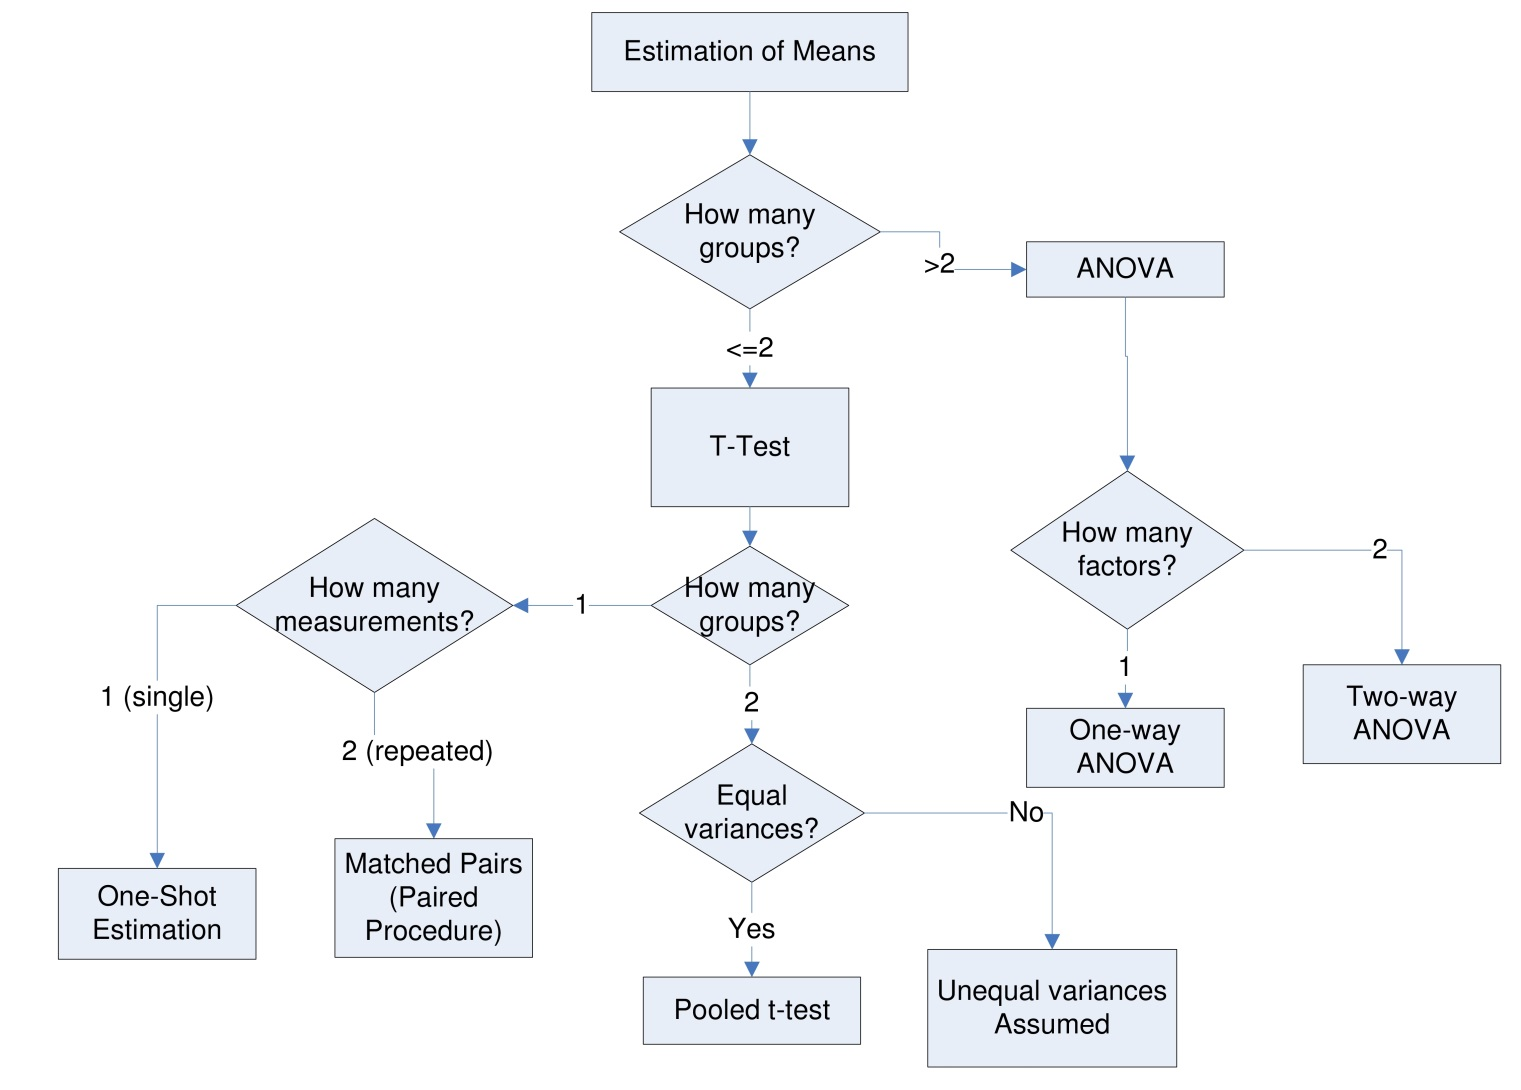 Estimation of Means
How many
groups?
>2
ANOVA
<=2
T-Test
How many
factors?
2
How many
measurements?
1
How many
groups?
1
1 (single)
2
Two-way
ANOVA
One-way
ANOVA
2 (repeated)
Equal
variances?
No
Matched Pairs
(Paired
Procedure)
One-Shot
Estimation
Yes
Pooled t-test
Unequal variances
Assumed